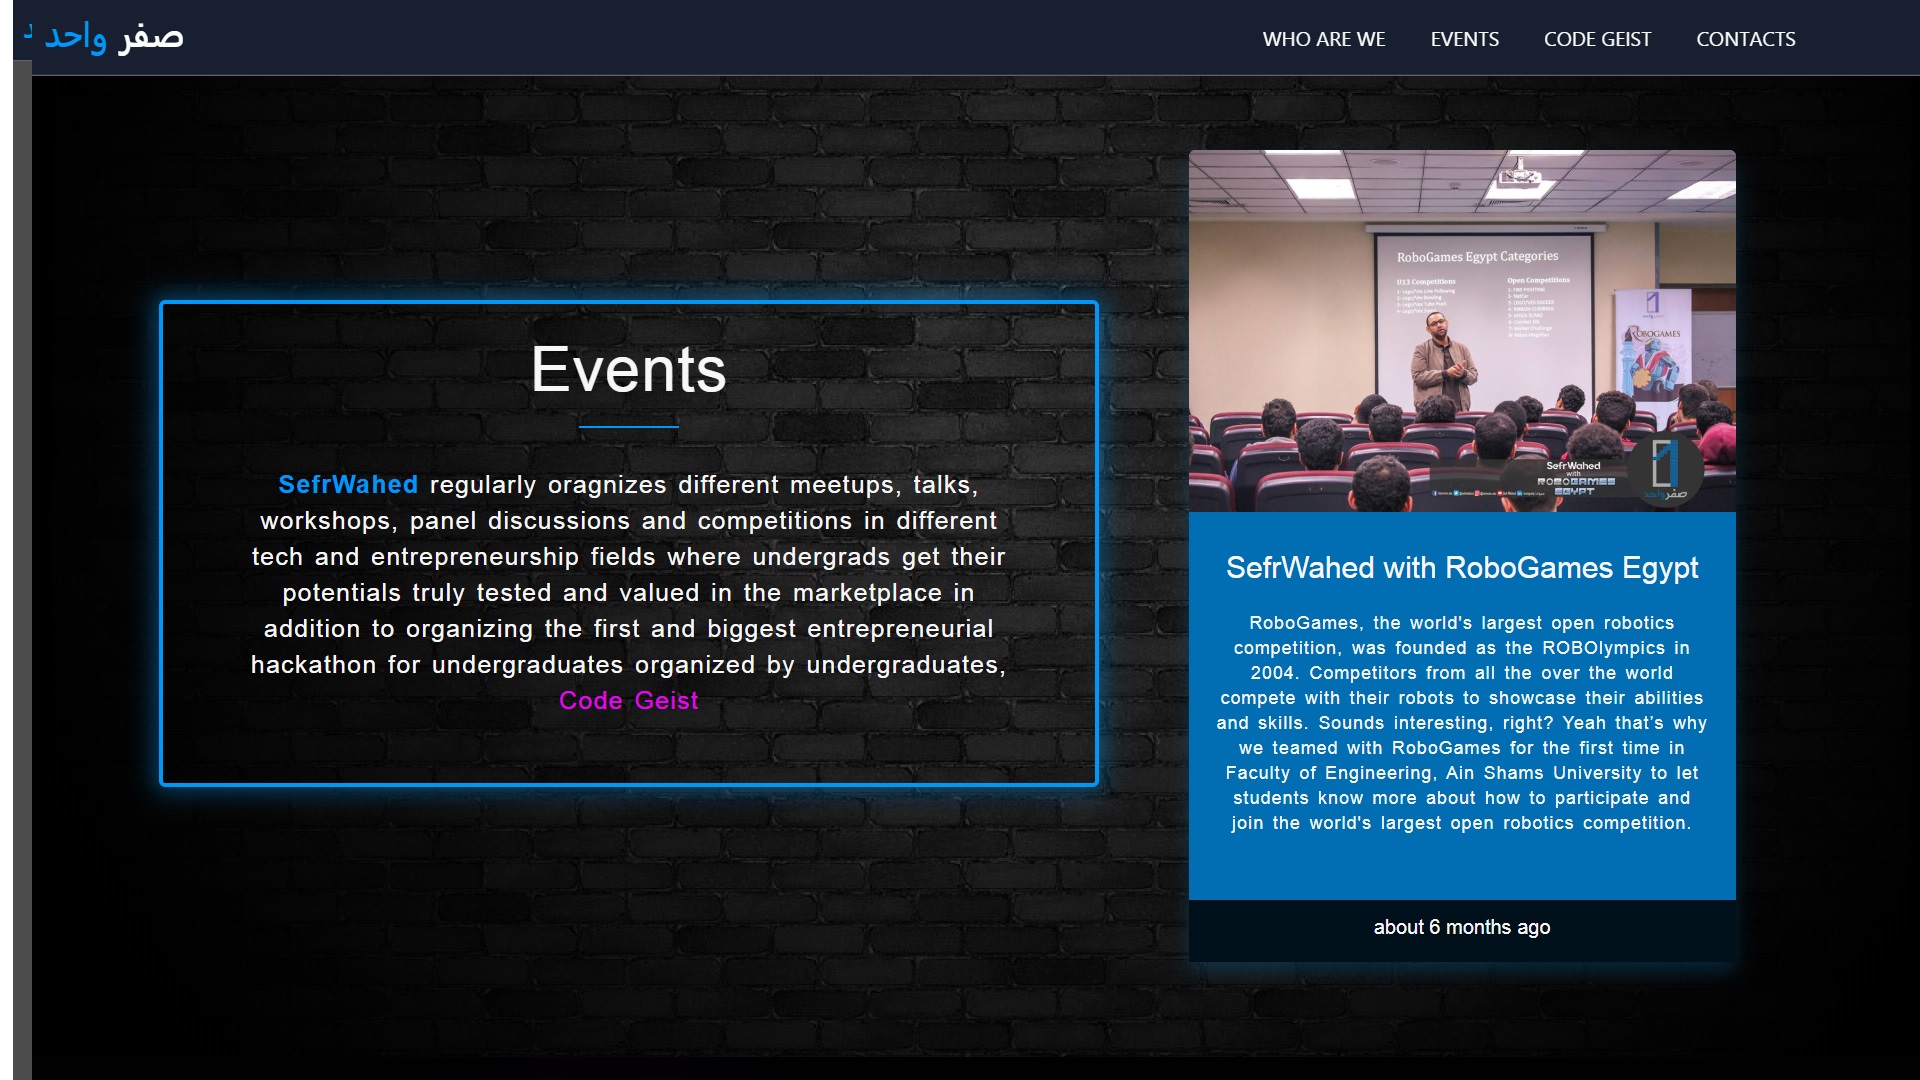 صفر واحد
WHO ARE WE
EVENTS
CODE GEIST
CONTACTS
Events
SefrWahed regularly oragnizes different meetups, talks,
workshops, panel discussions and competitions in different
tech and entrepreneurship fields where undergrads get their
potentials truly tested and valued in the marketplace in
addition to organizing the first and biggest entrepreneurial
hackathon for undergraduates organized by undergraduates,
Code Geist
RoboGames Egypt Categories
U13 Competitions
Open Competitions
ROBOGAMES
SefrWahed
with
ROBOGAMES
EGYPT
صفر واحد
SefrWahed with RoboGames Egypt
RoboGames, the world's largest open robotics
competition, was founded as the ROBOlympics in
2004. Competitors from all the over the world
compete with their robots to showcase their abilities
and skills. Sounds interesting, right? Yeah that’s why
we teamed with RoboGames for the first time in
Faculty of Engineering, Ain Shams University to let
students know more about how to participate and
join the world's largest open robotics competition.
about 6 months ago